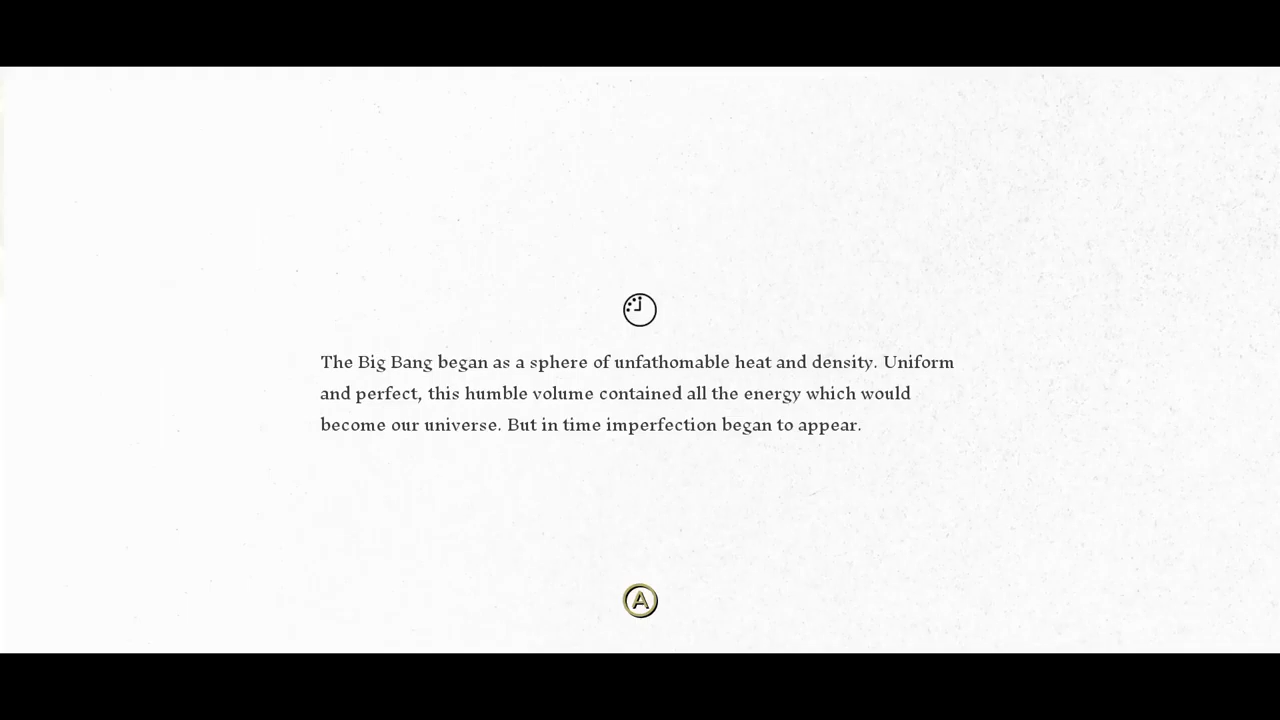 The Big Bang began as a sphere of unfathomable heat and density. Uniform
and perfect, this humble volume contained all the energy which would
become our universe. But in time imperfection began to appear.
A